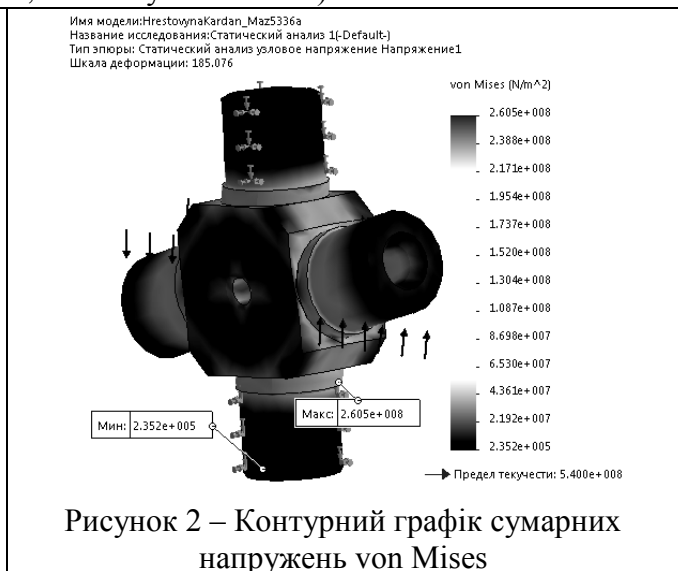 Имя модели:HrestovynaKardan_Maz5336a
Название исследования:Статический анализ 1(-Default-)
Тип эпюры: Статический анализ узловое напряжение Напряжение1
Шкала деформации: 185.076
von Mises (N/m^2)
2.605e+008
2.388e+008
2.171e+008
1.954e+008
1.737e+008
1.520e+008
1.304e+008
1.087e+008
8.698e+007
6.530e+007
4.361e+007
2.192e+007
2.352e+005
Макс: 2.605e+008
Мин: 2.352e+005
Предел текучести: 5.400e+008
Рисунок 2 – Контурний графік сумарних
напружень von Mises